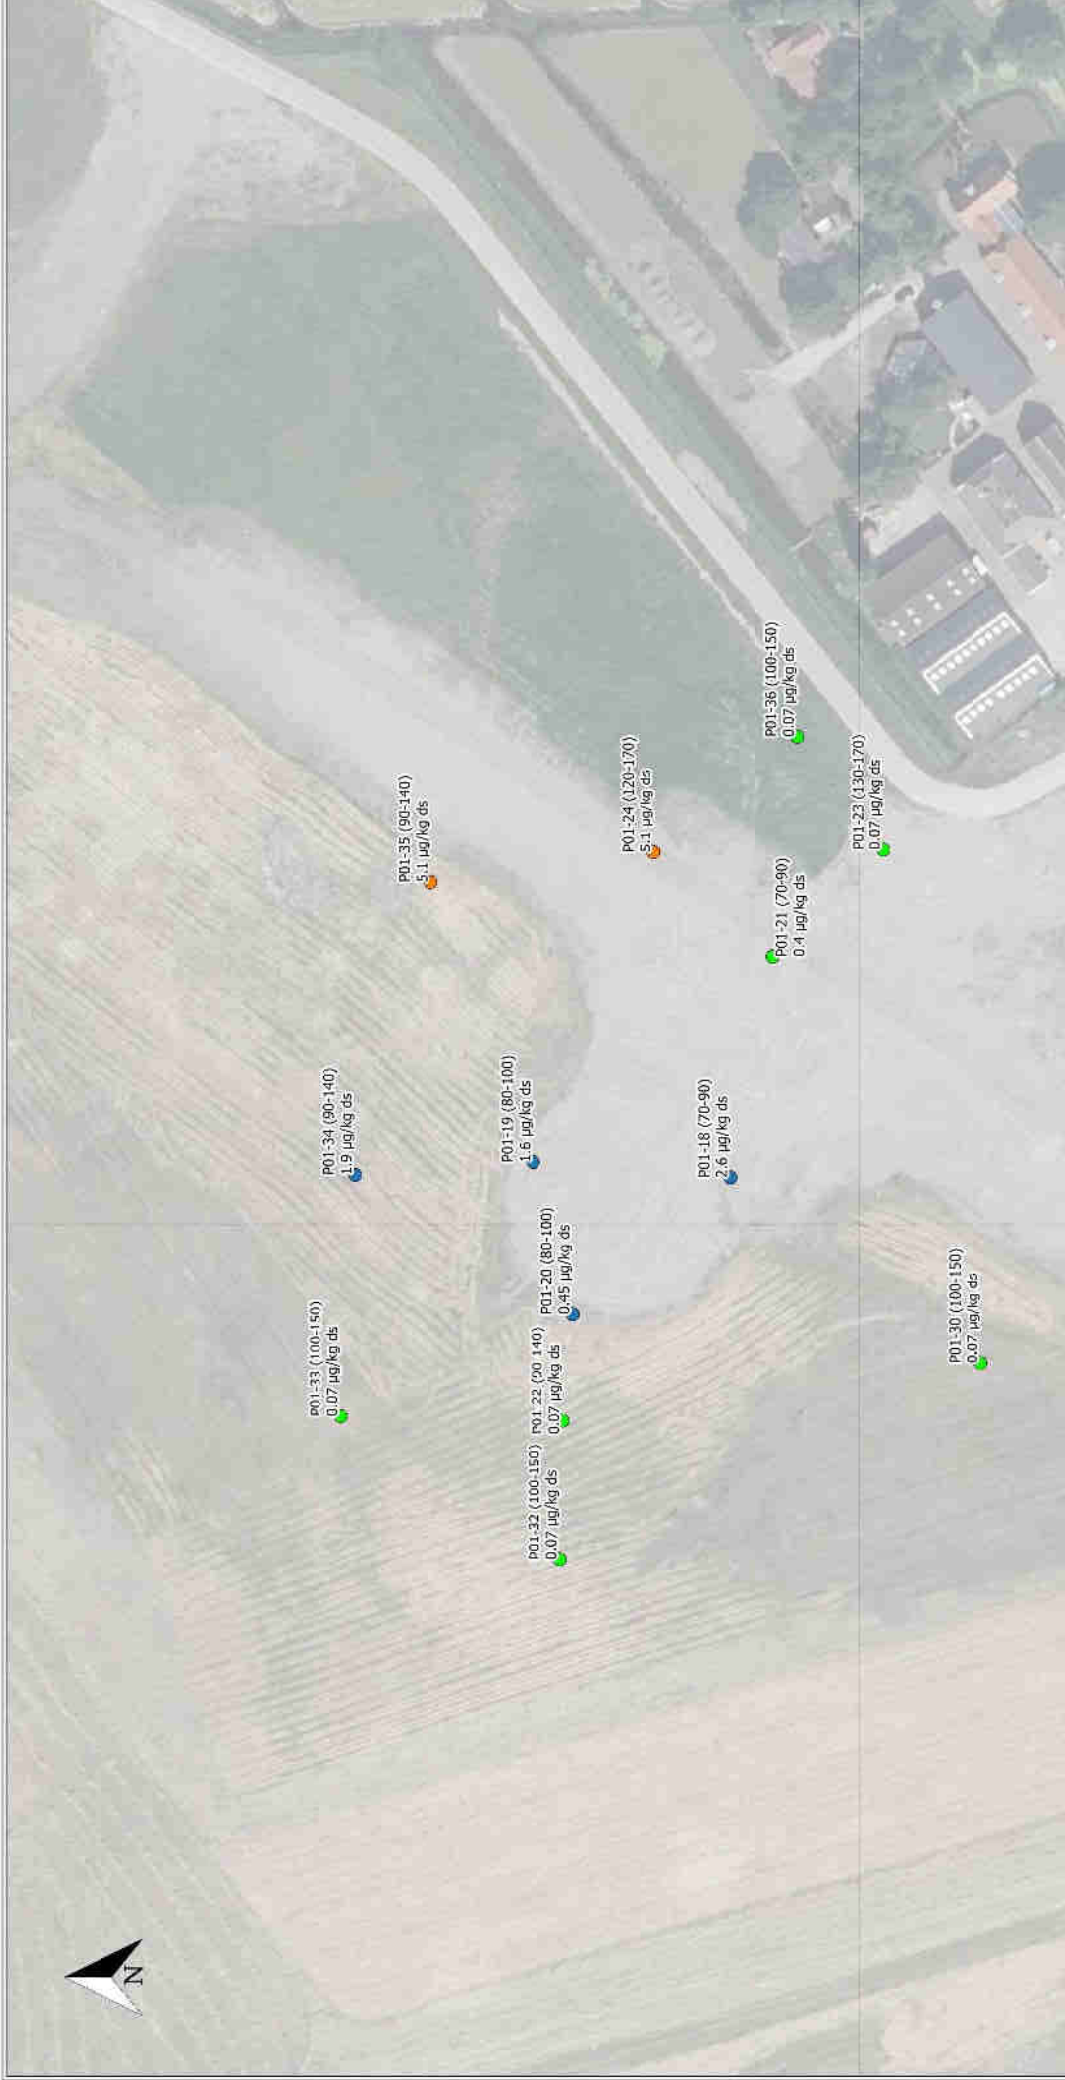 N
P01-33 (100-150)
0.07 µg/kg ds
P01-34 (90-140)
1.9 µg/kg ds
P01-35 (90-140)
5.1 µg/kg ds
P01-19 (80-100)
1.6 µg/kg ds
P01-32 (100-150)
0.07 µg/kg ds
P01-22 (90-140)
0.07 µg/kg ds
P01-20 (80-100)
0.45 µg/kg ds
P01-24 (120-170)
5.1 µg/kg ds
P01-18 (70-90)
2.6 µg/kg ds
P01-36 (100-150)
0.07 µg/kg ds
P01-21 (70-90)
0.4 µg/kg ds
P01-23 (130-170)
0.07 µg/kg ds
P01-30 (100-150)
0.07 µg/kg ds